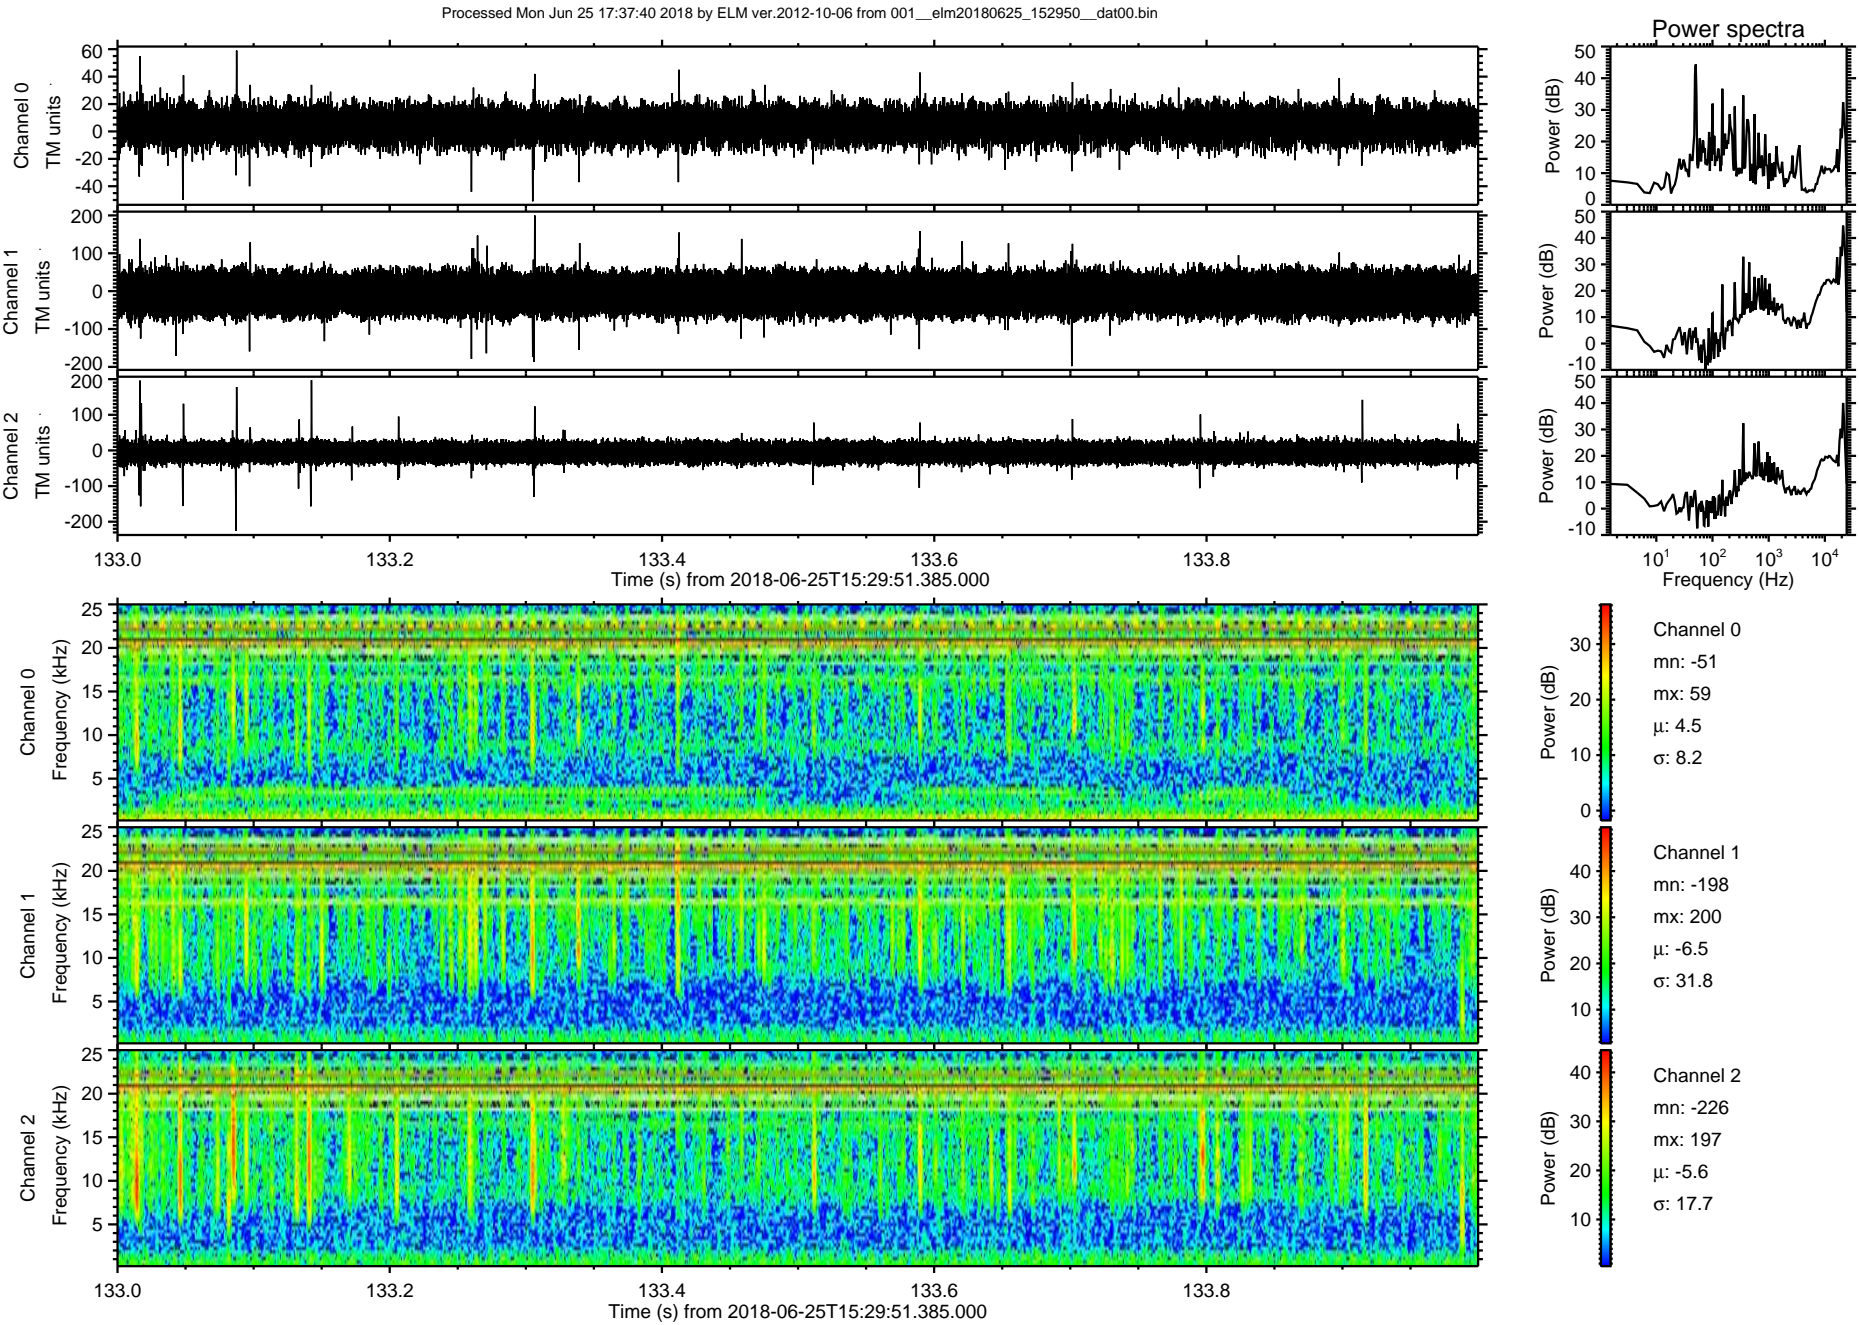 Processed Mon Jun 25 17:37:40 2018 by ELM ver.2012-10-06 from 001__elm20180625_152950__dat00.bin
Power spectra
Channel 0
TM units
60
40
20
0
-20
-40
Power (dB)
50
40
30
20
10
0
Channel 1
TM units
200
100
0
-100
-200
Power (dB)
50
40
30
20
10
0
-10
Channel 2
TM units
200
100
0
-100
-200
Power (dB)
50
40
30
20
10
0
-10
133.0 133.2 133.4 133.6 133.8
Time (s) from 2018-06-25T15:29:51.385.000
10¹ 10² 10³ 10⁴
Frequency (Hz)
Channel 0
Frequency (kHz)
25
20
15
10
5
Power (dB)
30
20
10
0
Channel 0
mn: -51
mx: 59
μ: 4.5
σ: 8.2
Channel 1
Frequency (kHz)
25
20
15
10
5
Power (dB)
40
30
20
10
Channel 1
mn: -198
mx: 200
μ: -6.5
σ: 31.8
Channel 2
Frequency (kHz)
25
20
15
10
5
Power (dB)
40
30
20
10
Channel 2
mn: -226
mx: 197
μ: -5.6
σ: 17.7
133.0 133.2 133.4 133.6 133.8
Time (s) from 2018-06-25T15:29:51.385.000